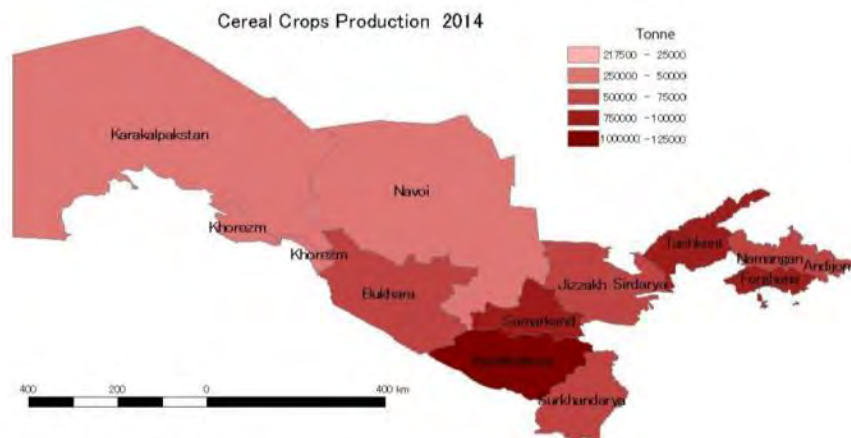 Cereal Crops Production 2014
Tonne
217500 - 25000
250000 - 50000
500000 - 75000
750000 - 100000
1000000 - 125000
Karakalpakstan
Navoi
Khorezm
Khorezm
Tashkent
Namangan
Andijon
Ferghana
Bukhara
Jizzakh
Sirdarya
Samarkand
Surkhandarya
400 200 0 400 km